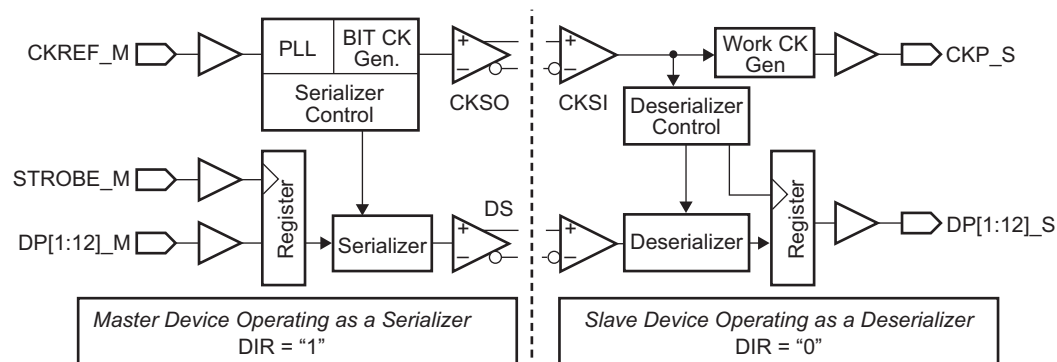 CKREF_M
PLL
BIT CK
Gen.
Serializer
Control
+
−
CKSO
+
−
CKSI
Work CK
Gen
CKP_S
Deserializer
Control
STROBE_M
DP[1:12]_M
Register
Serializer
DS
+
−
+
−
Deserializer
Register
DP[1:12]_S
Master Device Operating as a Serializer
DIR = “1”
Slave Device Operating as a Deserializer
DIR = “0”